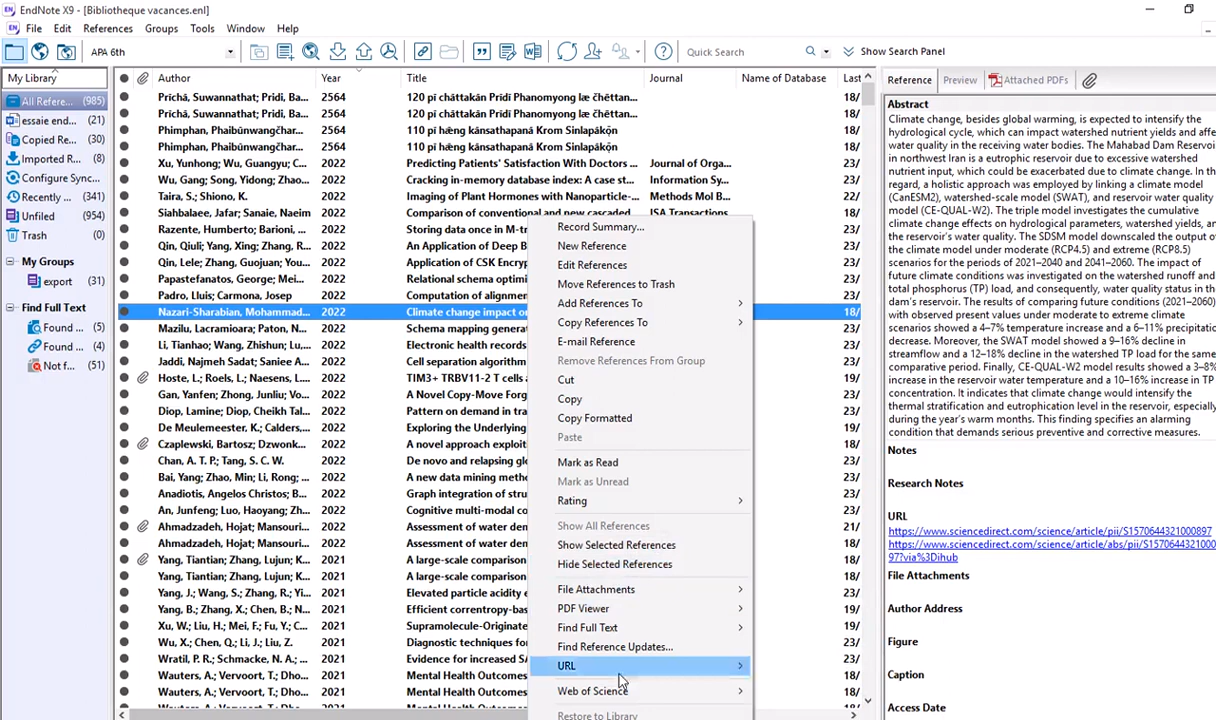 EndNote X9 - [Bibliotheque vacances.enl]
File Edit References Groups Tools Window Help
APA 6th
Quick Search
Show Search Panel
My Library
All Refere... (985)
essaie end... (21)
Copied Re... (30)
Imported R... (8)
Configure Sync...
Recently ... (341)
Unfiled (954)
Trash (0)
My Groups
export (31)
Find Full Text
Found ... (5)
Found ... (4)
Not f... (51)
Author Year Title Journal Name of Database Last
Prīchā, Suwannathat; Pridi, Ba... 2564 120 pī chāttakān Prīdī Phanomyong læ čhēttan... 18/
Prīchā, Suwannathat; Pridi, Ba... 2564 120 pī chāttakān Prīdī Phanomyong læ čhēttan... 18/
Phimphan, Phaibūnwangčhar... 2564 110 pī hǣng kānsathāpanā Krom Sinlapākǭn 18/
Phimphan, Phaibūnwangčhar... 2564 110 pī hǣng kānsathāpanā Krom Sinlapākǭn 18/
Xu, Yunhong; Wu, Guangyu; C... 2022 Predicting Patients' Satisfaction With Doctors ... Journal of Orga... 23/
Wu, Gang; Song, Yidong; Zhao... 2022 Cracking in-memory database index: A case st... Information Sy... 23/
Taira, S.; Shiono, K. 2022 Imaging of Plant Hormones with Nanoparticle-... Methods Mol B... 18/
Siahbalaee, Jafar; Sanaie, Naeim 2022 Comparison of conventional and new cascaded ISA Transactions 23/
Razente, Humberto; Barioni, ... 2022 Storing data once in M-tr 23/
Qin, Qiuli; Yang, Xing; Zhang, R... 2022 An Application of Deep B 23/
Qin, Lele; Zhang, Guojuan; You... 2022 Application of CSK Encryp 23/
Papastefanatos, George; Mei... 2022 Relational schema optimi 23/
Padro, Lluis; Carmona, Josep 2022 Computation of alignmen 23/
Nazari-Sharabian, Mohammad... 2022 Climate change impact o 18/
Mazilu, Lacramioara; Paton, N... 2022 Schema mapping genera 23/
Li, Tianhao; Wang, Zhishun; Lu,... 2022 Electronic health records 23/
Jaddi, Najmeh Sadat; Saniee A... 2022 Cell separation algorithm 23/
Hoste, L.; Roels, L.; Naesens, L.... 2022 TIM3+ TRBV11-2 T cells a 19/
Gan, Yanfen; Zhong, Junliu; Vo... 2022 A Novel Copy-Move Forg 23/
Diop, Lamine; Diop, Cheikh Tal... 2022 Pattern on demand in tra 23/
De Meulemeester, K.; Calders,... 2022 Exploring the Underlying 23/
Czaplewski, Bartosz; Dzwonk... 2022 A novel approach exploit 18/
Chan, A. T. P.; Tang, S. C. W. 2022 De novo and relapsing glo 23/
Bai, Yang; Zhao, Min; Li, Rong; ... 2022 A new data mining metho 23/
Anadiotis, Angelos Christos; B... 2022 Graph integration of stru 23/
An, Junfeng; Luo, Haoyang; Zh... 2022 Cognitive multi-modal co 23/
Ahmadzadeh, Hojat; Mansouri... 2022 Assessment of water dem 21/
Ahmadzadeh, Hojat; Mansouri... 2022 Assessment of water dem 18/
Yang, Tiantian; Zhang, Lujun; K... 2021 A large-scale comparison 18/
Yang, Tiantian; Zhang, Lujun; K... 2021 A large-scale comparison 18/
Yang, J.; Wang, S.; Zhang, R.; Yi... 2021 Elevated particle acidity e 23/
Yang, B.; Zhang, X.; Chen, B.; N... 2021 Efficient correntropy-bas 19/
Xu, W.; Liu, H.; Mei, F.; Fu, Y.; C... 2021 Supramolecule-Originate 19/
Wu, X.; Chen, Q.; Li, J.; Liu, Z. 2021 Diagnostic techniques for 23/
Wratil, P. R.; Schmacke, N. A.; ... 2021 Evidence for increased SA 23/
Wauters, A.; Vervoort, T.; Dho... 2021 Mental Health Outcomes 18/
Wauters, A.; Vervoort, T.; Dho... 2021 Mental Health Outcomes 18/
Wauters, A.; Vervoort, T.; Dho... 2021 Mental Health Outcomes 18/
Record Summary...
New Reference
Edit References
Move References to Trash
Add References To
Copy References To
E-mail Reference
Remove References From Group
Cut
Copy
Copy Formatted
Paste
Mark as Read
Mark as Unread
Rating
Show All References
Show Selected References
Hide Selected References
File Attachments
PDF Viewer
Find Full Text
Find Reference Updates...
URL
Web of Science
Restore to Library
Reference Preview Attached PDFs
Abstract
Climate change, besides global warming, is expected to intensify
hydrological cycle, which can impact watershed nutrient yields and affe
water quality in the receiving water bodies. The Mahabad Dam Reservoi
in northwest Iran is a eutrophic reservoir due to excessive watershed
nutrient input, which could be exacerbated due to climate change. In th
regard, a holistic approach was employed by linking a climate model
(CanESM2), watershed-scale model (SWAT), and reservoir water quality
model (CE-QUAL-W2). The triple model investigates the cumulative
climate change effects on hydrological parameters, watershed yields, an
the reservoir's water quality. The SDSM model downscaled the output o
the climate model under moderate (RCP4.5) and extreme (RCP8.5)
scenarios for the periods of 2021–2040 and 2041–2060. The impact of
future climate conditions was investigated on the watershed runoff and
total phosphorus (TP) load, and consequently, water quality status in th
dam's reservoir. The results of comparing future conditions (2021–2060)
with observed present values under moderate to extreme climate
scenarios showed a 4–7% temperature increase and a 6–11% precipitatio
decrease. Moreover, the SWAT model showed a 9–16% decline in
streamflow and a 12–18% decline in the watershed TP load for the same
comparative period. Finally, CE-QUAL-W2 model results showed a 3–8%
increase in the reservoir water temperature and a 10–16% increase in TP
concentration. It indicates that climate change would intensify the
thermal stratification and eutrophication level in the reservoir, especially
during the year's warm months. This finding specifies an alarming
condition that demands serious preventive and corrective measures.
Notes
Research Notes
URL
https://www.sciencedirect.com/science/article/pii/S1570644321000897
https://www.sciencedirect.com/science/article/abs/pii/S1570644321000
97?via%3Dihub
File Attachments
Author Address
Figure
Caption
Access Date